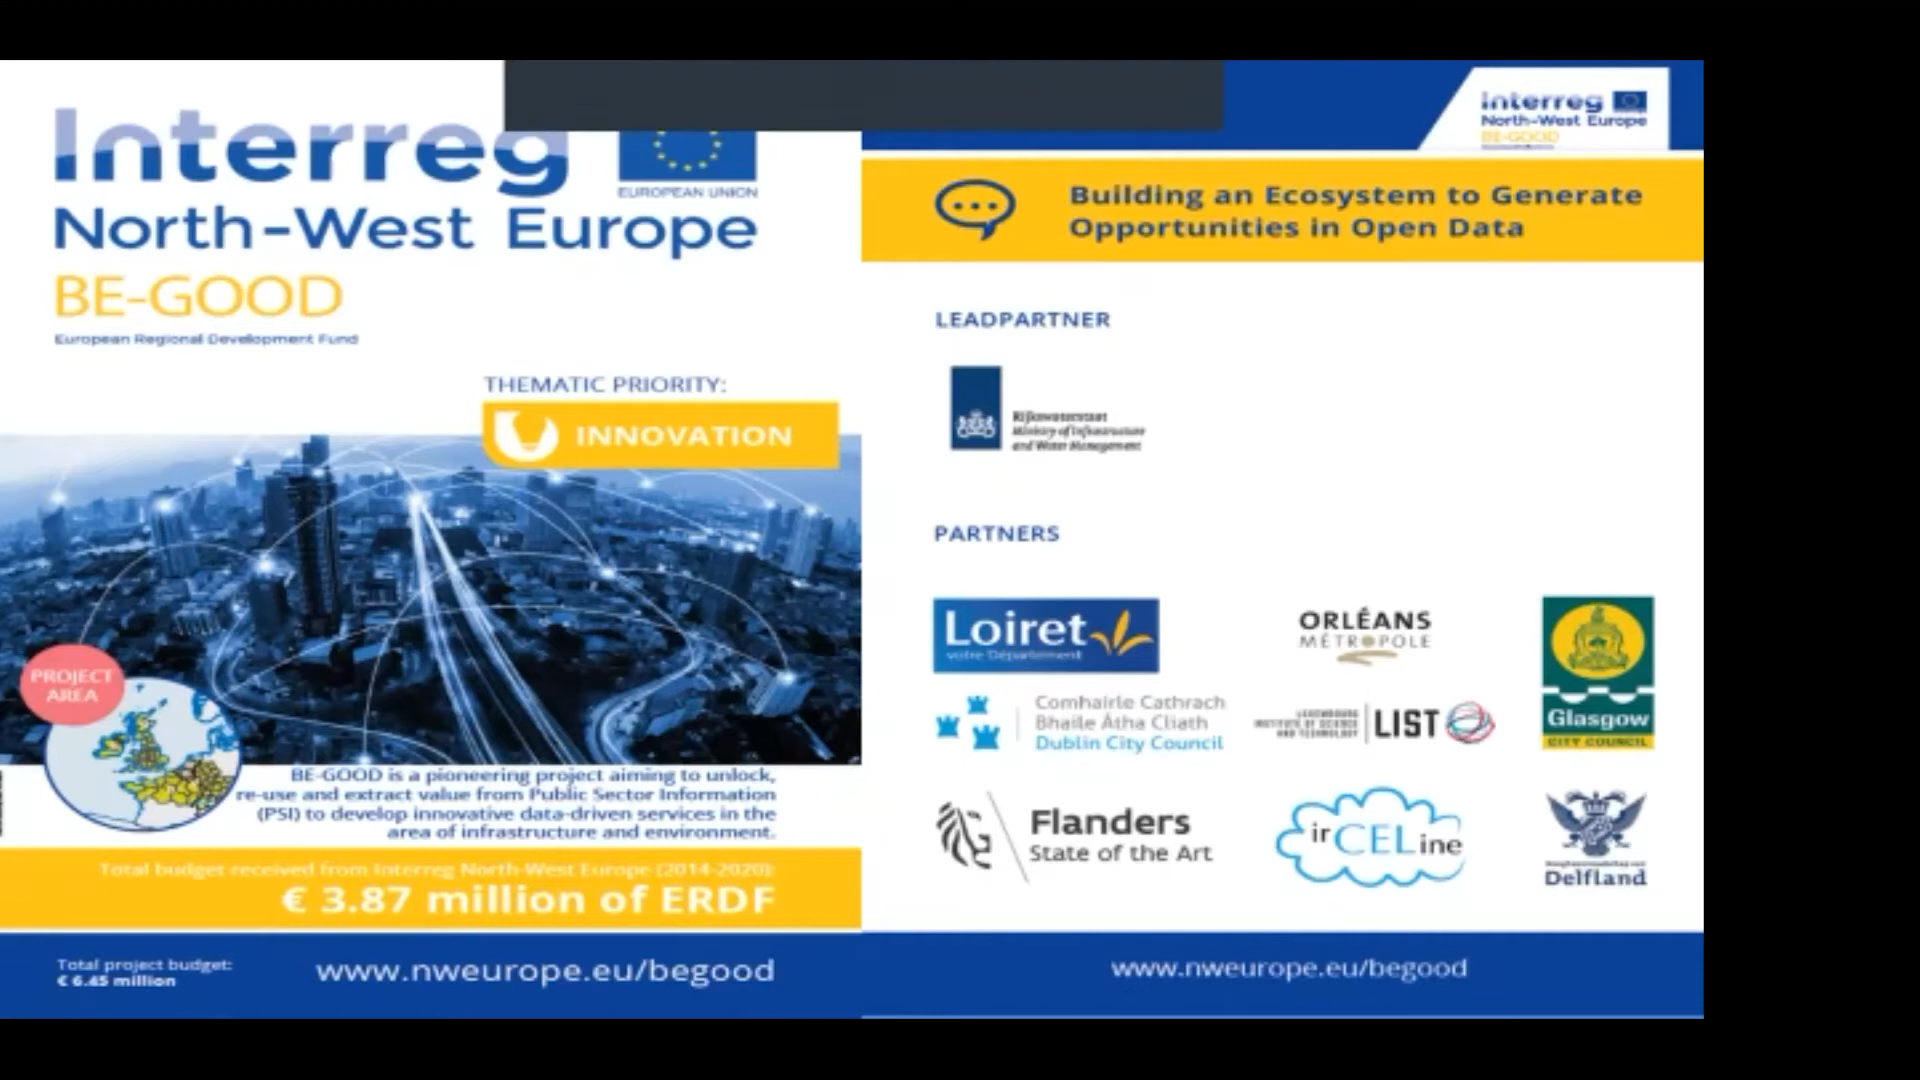 Interreg
EUROPEAN UNION
North-West Europe
BE-GOOD
European Regional Development Fund
THEMATIC PRIORITY:
INNOVATION
PROJECT
AREA
BE-GOOD is a pioneering project aiming to unlock,
re-use and extract value from Public Sector Information
(PSI) to develop innovative data-driven services in the
area of infrastructure and environment.
Total budget received from Interreg North-West Europe (2014-2020):
€ 3.87 million of ERDF
Total project budget:
€ 6.45 million
www.nweurope.eu/begood
Interreg
North-West Europe
BE-GOOD
Building an Ecosystem to Generate
Opportunities in Open Data
LEADPARTNER
Rijkswaterstaat
Ministry of Infrastructure
and Water Management
PARTNERS
Loiret
votre Département
ORLÉANS
MÉTROPOLE
Glasgow
CITY COUNCIL
Comhairle Cathrach
Bhaile Átha Cliath
Dublin City Council
LUXEMBOURG
INSTITUTE OF SCIENCE
AND TECHNOLOGY
LIST
Flanders
State of the Art
irCELine
Delfland
www.nweurope.eu/begood